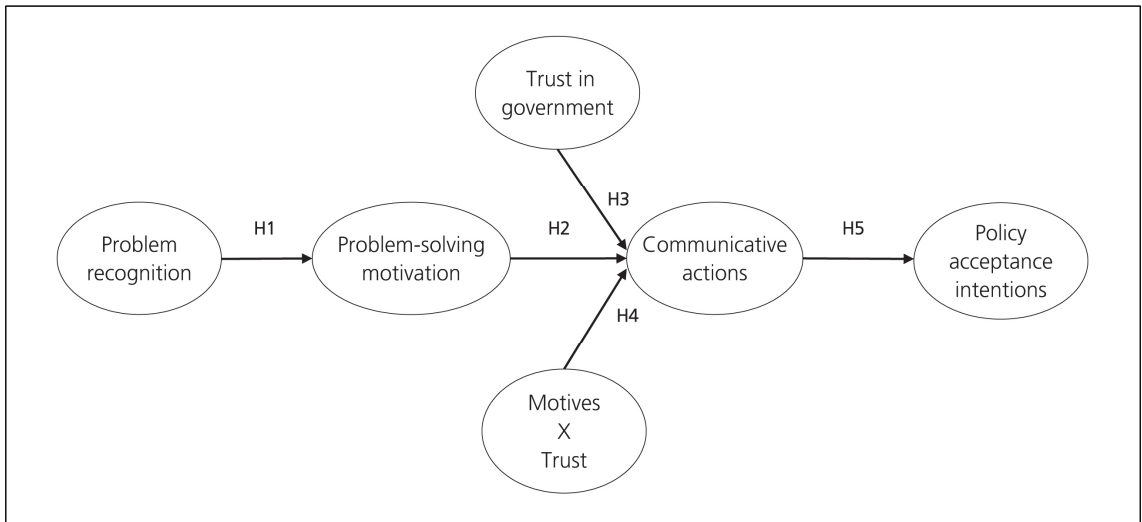 Trust in
government
H3
Problem
recognition
H1
Problem-solving
motivation
H2
Communicative
actions
H5
Policy
acceptance
intentions
H4
Motives
X
Trust